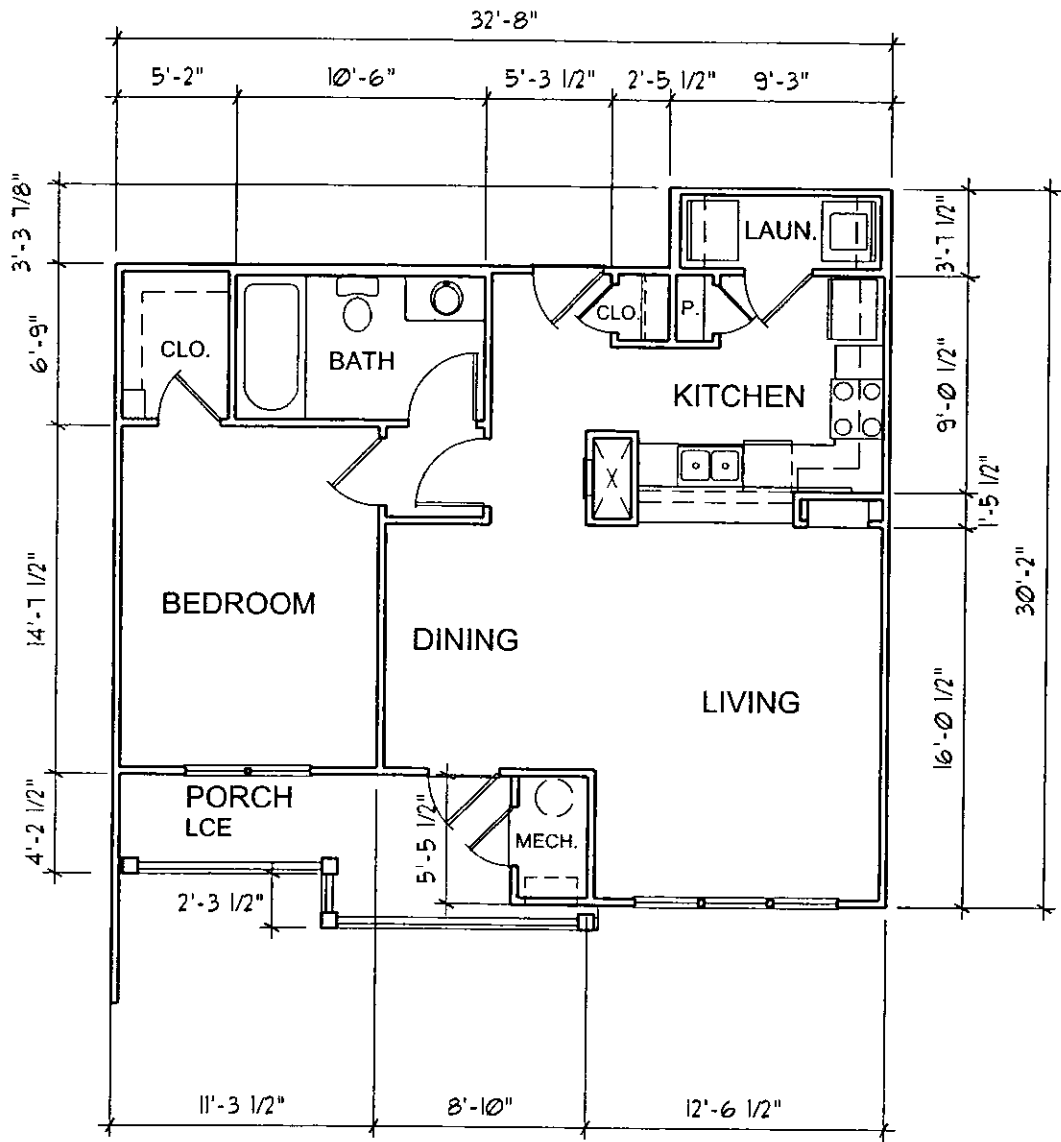 32'-8"
5'-2" 10'-6" 5'-3 1/2" 2'-5 1/2" 9'-3"
3'-3 7/8"
3'-7 1/2"
LAUN.
CLO.
P.
CLO.
BATH
6'-9"
KITCHEN
9'-0 1/2"
X
1'-5 1/2"
30'-2"
14'-7 1/2"
BEDROOM
DINING
LIVING
16'-0 1/2"
PORCH
LCE
4'-2 1/2"
5'-5 1/2"
MECH.
2'-3 1/2"
11'-3 1/2" 8'-10" 12'-6 1/2"